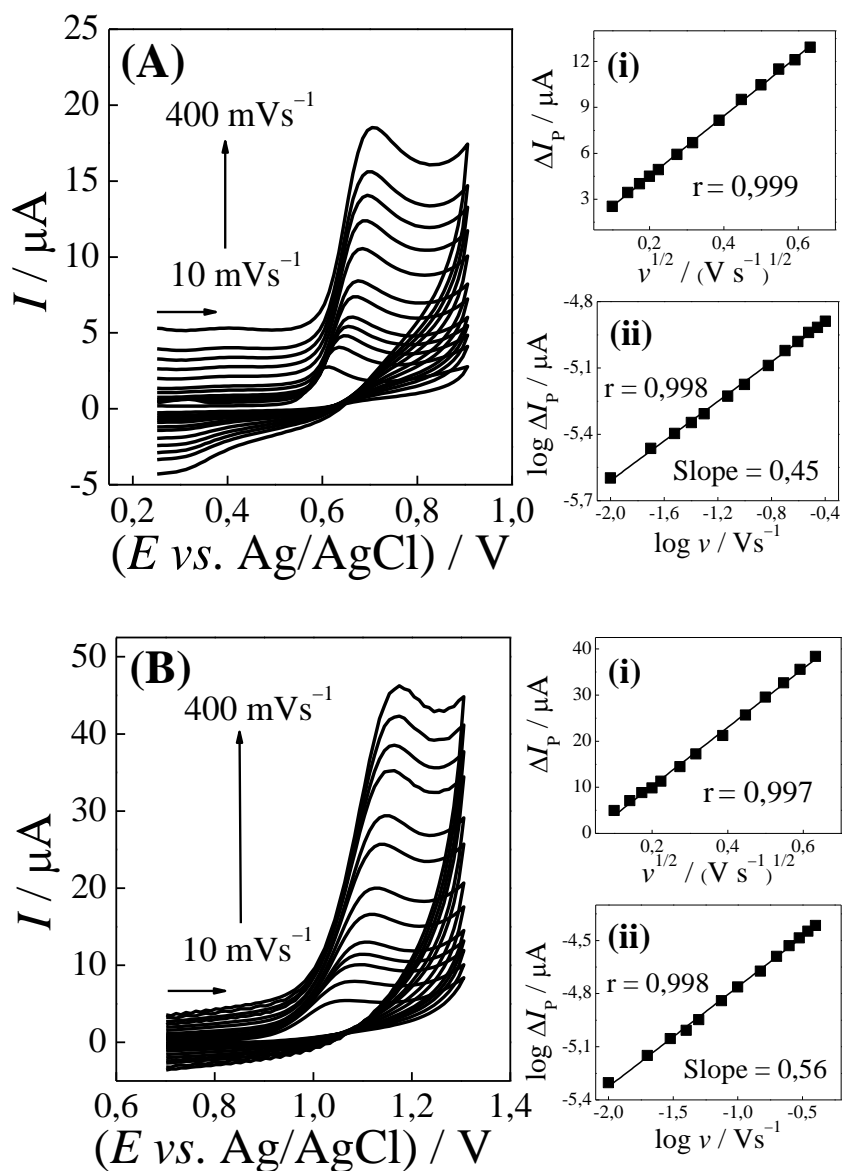 (A)
400 mVs⁻¹
10 mVs⁻¹
25
20
15
10
5
0
-5
I / μA
0,2 0,4 0,6 0,8 1,0
(E vs. Ag/AgCl) / V
(i)
12
9
6
3
ΔI_P / μA
r = 0,999
0,2 0,4 0,6
v^1/2 / (V s⁻¹)^1/2
(ii)
-4,8
-5,1
-5,4
-5,7
log ΔI_P / μA
r = 0,998
Slope = 0,45
-2,0 -1,6 -1,2 -0,8 -0,4
log v / Vs⁻¹
(B)
400 mVs⁻¹
10 mVs⁻¹
50
40
30
20
10
0
I / μA
0,6 0,8 1,0 1,2 1,4
(E vs. Ag/AgCl) / V
(i)
40
30
20
10
0
ΔI_P / μA
r = 0,997
0,2 0,4 0,6
v^1/2 / (V s⁻¹)^1/2
(ii)
-4,5
-4,8
-5,1
-5,4
log ΔI_P / μA
r = 0,998
Slope = 0,56
-2,0 -1,5 -1,0 -0,5
log v / Vs⁻¹